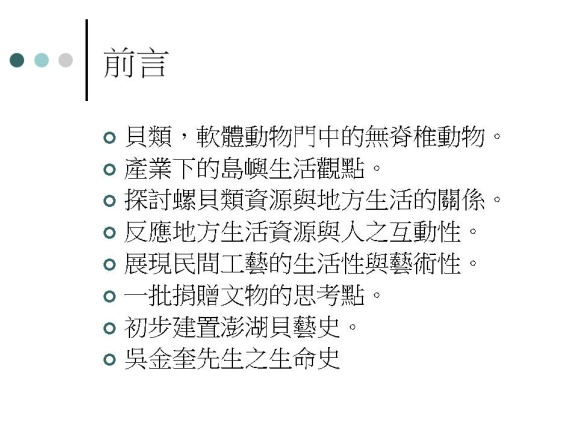 前言
貝類，軟體動物門中的無脊椎動物。
產業下的島嶼生活觀點。
探討螺貝類資源與地方生活的關係。
反應地方生活資源與人之互動性。
展現民間工藝的生活性與藝術性。
一批捐贈文物的思考點。
初步建置澎湖貝藝史。
吳金奎先生之生命史